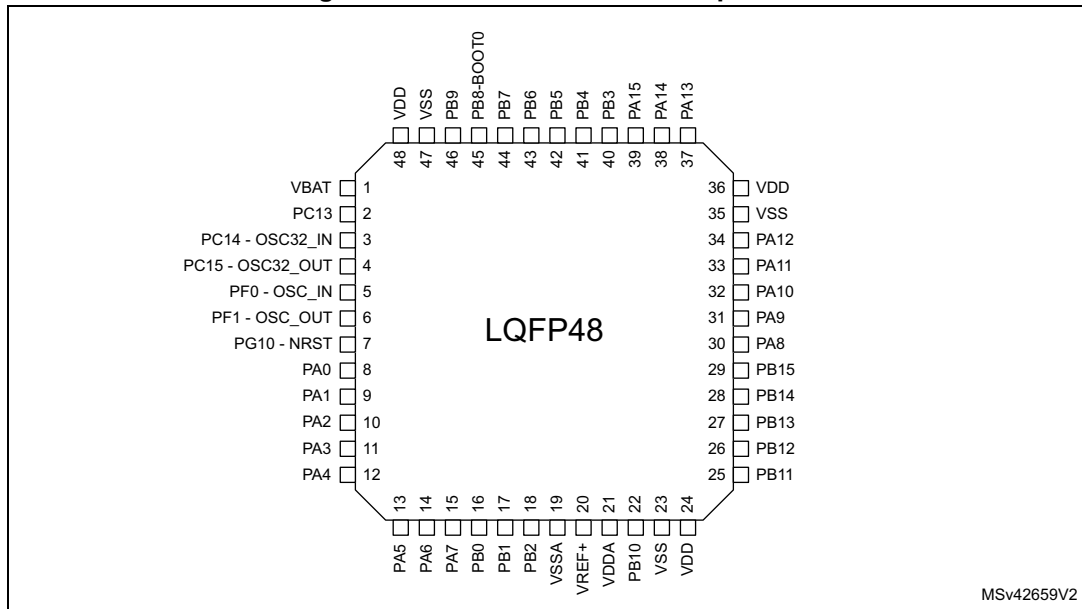 VDD
VSS
PB9
PB8-BOOT0
PB7
PB6
PB5
PB4
PB3
PA15
PA14
PA13
48 47 46 45 44 43 42 41 40 39 38 37
VBAT 1 36 VDD
PC13 2 35 VSS
PC14 - OSC32_IN 3 34 PA12
PC15 - OSC32_OUT 4 33 PA11
PF0 - OSC_IN 5 32 PA10
PF1 - OSC_OUT 6 31 PA9
LQFP48
PG10 - NRST 7 30 PA8
PA0 8 29 PB15
PA1 9 28 PB14
PA2 10 27 PB13
PA3 11 26 PB12
PA4 12 25 PB11
13 14 15 16 17 18 19 20 21 22 23 24
PA5
PA6
PA7
PB0
PB1
PB2
VSSA
VREF+
VDDA
PB10
VSS
VDD
MSv42659V2